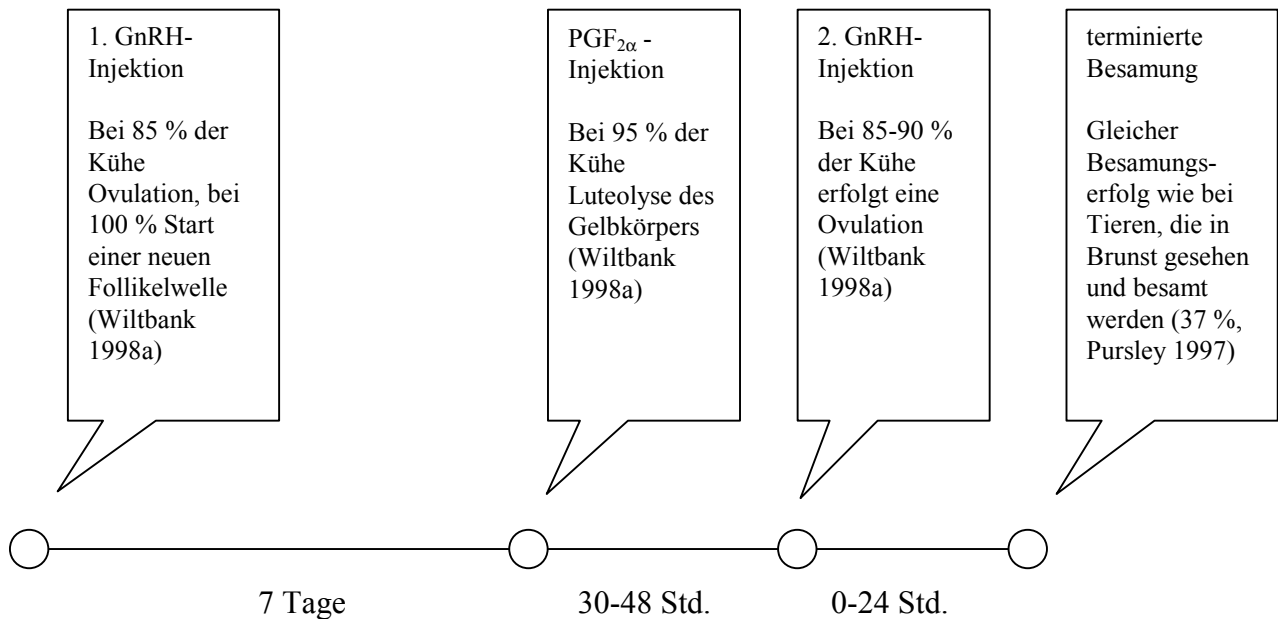 1. GnRH-
Injektion
Bei 85 % der
Kühe
Ovulation, bei
100 % Start
einer neuen
Follikelwelle
(Wiltbank
1998a)
PGF2α -
Injektion
Bei 95 % der
Kühe
Luteolyse des
Gelbkörpers
(Wiltbank
1998a)
2. GnRH-
Injektion
Bei 85-90 %
der Kühe
erfolgt eine
Ovulation
(Wiltbank
1998a)
terminierte
Besamung
Gleicher
Besamungs-
erfolg wie bei
Tieren, die in
Brunst gesehen
und besamt
werden (37 %,
Pursley 1997)
7 Tage
30-48 Std.
0-24 Std.